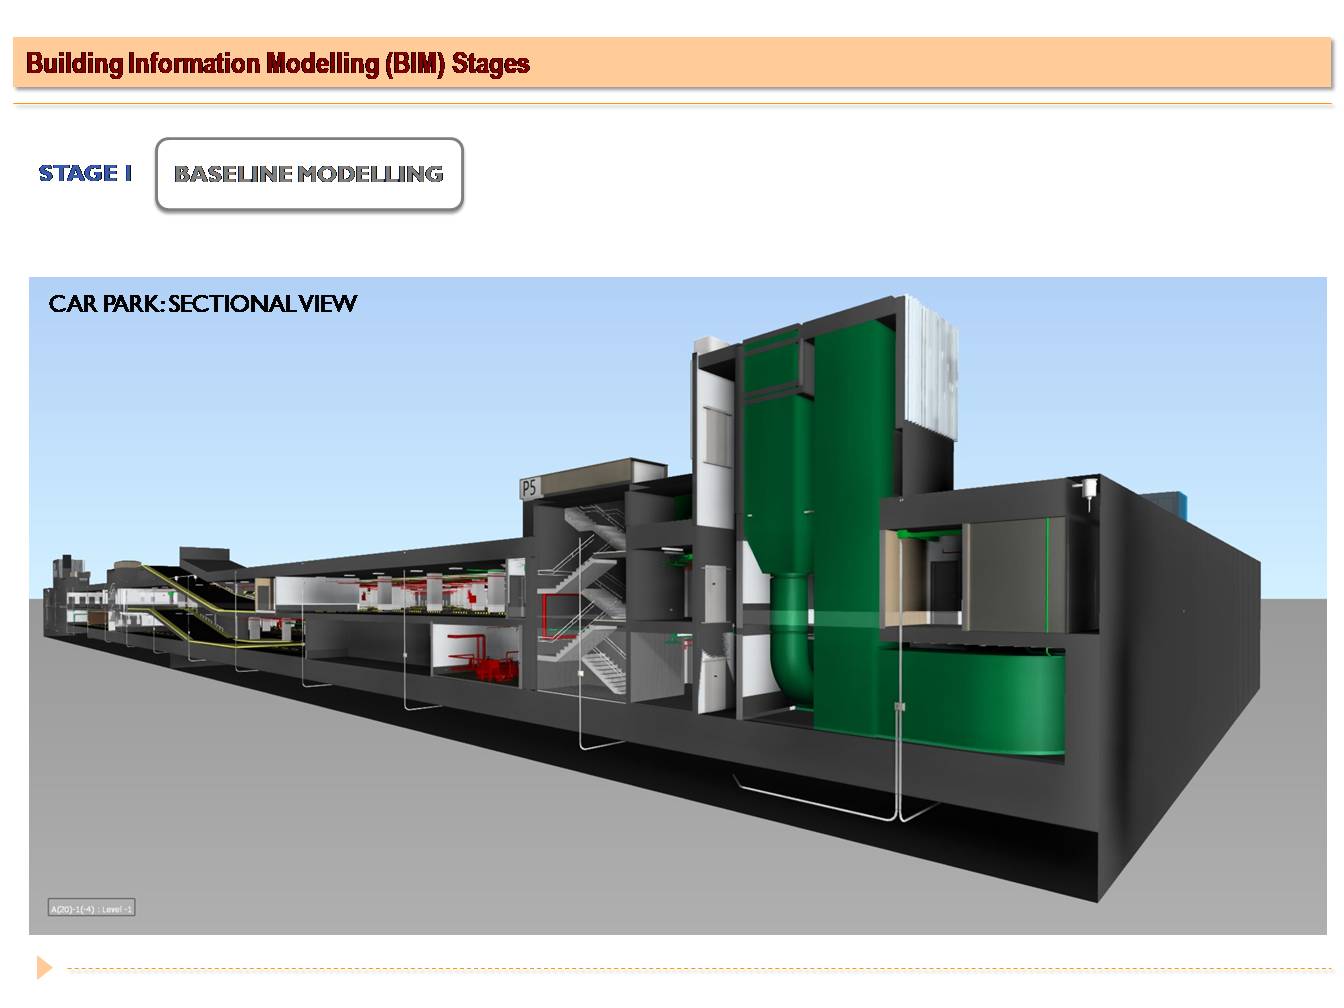 Building Information Modelling (BIM) Stages
STAGE I
BASELINE MODELLING
CAR PARK: SECTIONAL VIEW
P5
A(20)-1(-4) : Level -1